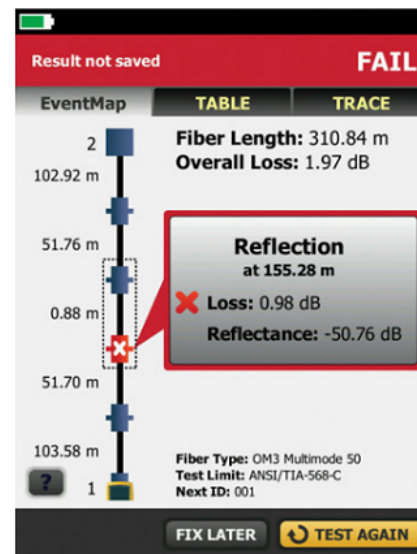 Result not saved
FAIL
EventMap
TABLE
TRACE
2
102.92 m
51.76 m
0.88 m
51.70 m
103.58 m
1
?
Fiber Length: 310.84 m
Overall Loss: 1.97 dB
Reflection
at 155.28 m
Loss: 0.98 dB
Reflectance: -50.76 dB
Fiber Type: OM3 Multimode 50
Test Limit: ANSI/TIA-568-C
Next ID: 001
FIX LATER
TEST AGAIN